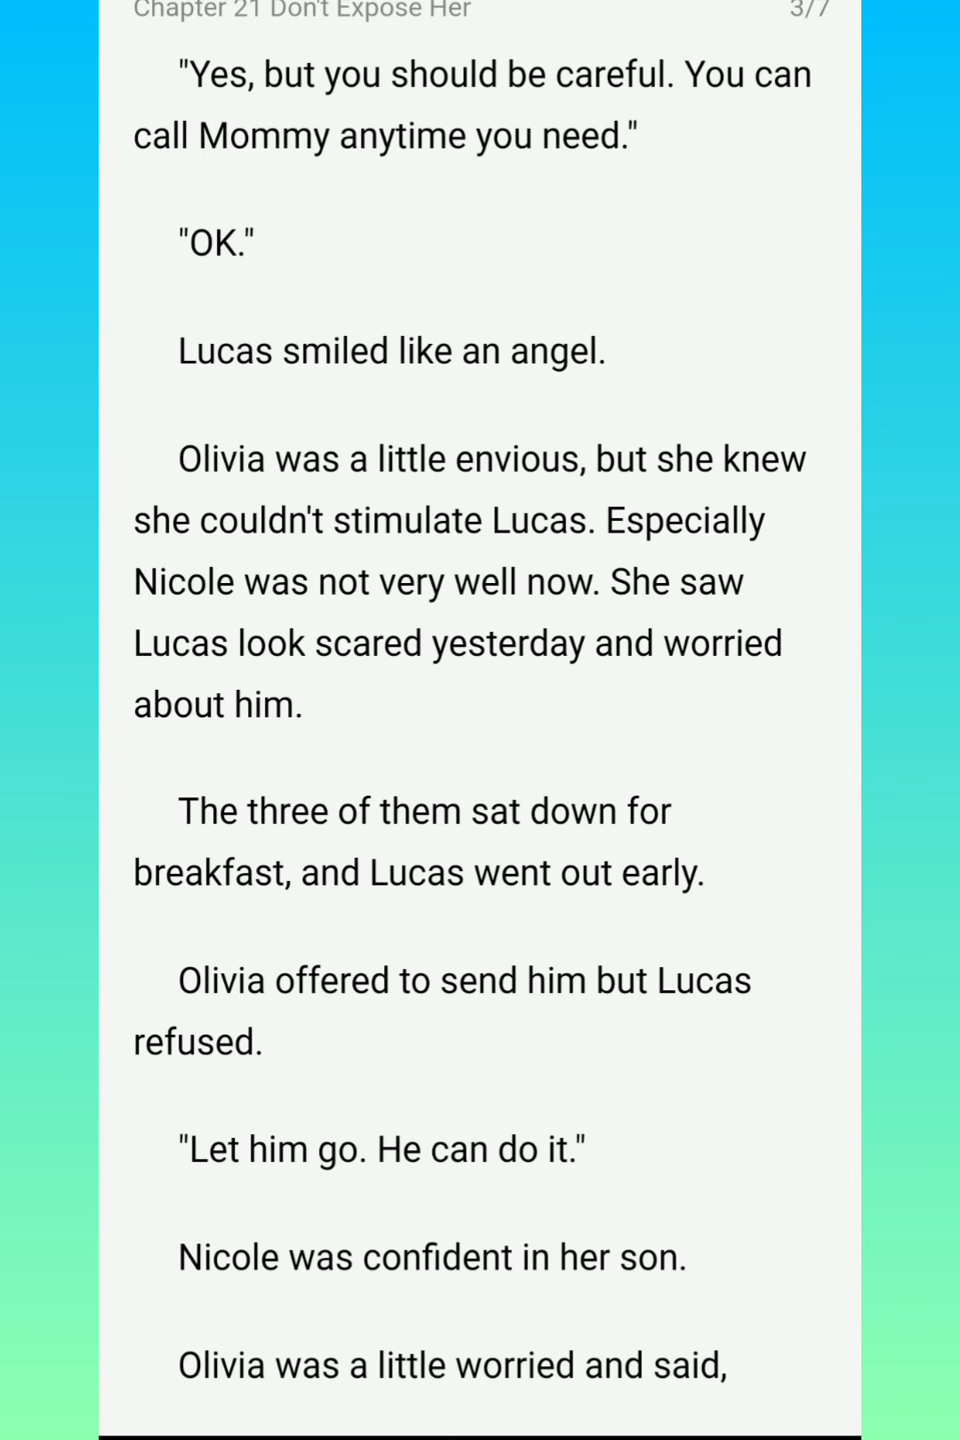 Chapter 21 Don't Expose Her 3/7
"Yes, but you should be careful. You can
call Mommy anytime you need."
"OK."
Lucas smiled like an angel.
Olivia was a little envious, but she knew
she couldn't stimulate Lucas. Especially
Nicole was not very well now. She saw
Lucas look scared yesterday and worried
about him.
The three of them sat down for
breakfast, and Lucas went out early.
Olivia offered to send him but Lucas
refused.
"Let him go. He can do it."
Nicole was confident in her son.
Olivia was a little worried and said,